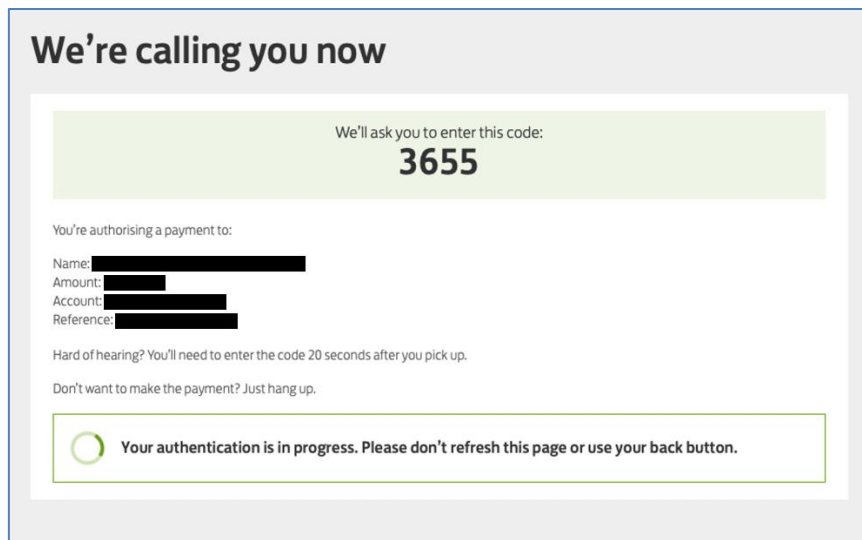 We're calling you now
We'll ask you to enter this code:
3655
You're authorising a payment to:
Name:
Amount:
Account:
Reference:
Hard of hearing? You'll need to enter the code 20 seconds after you pick up.
Don't want to make the payment? Just hang up.
Your authentication is in progress. Please don't refresh this page or use your back button.